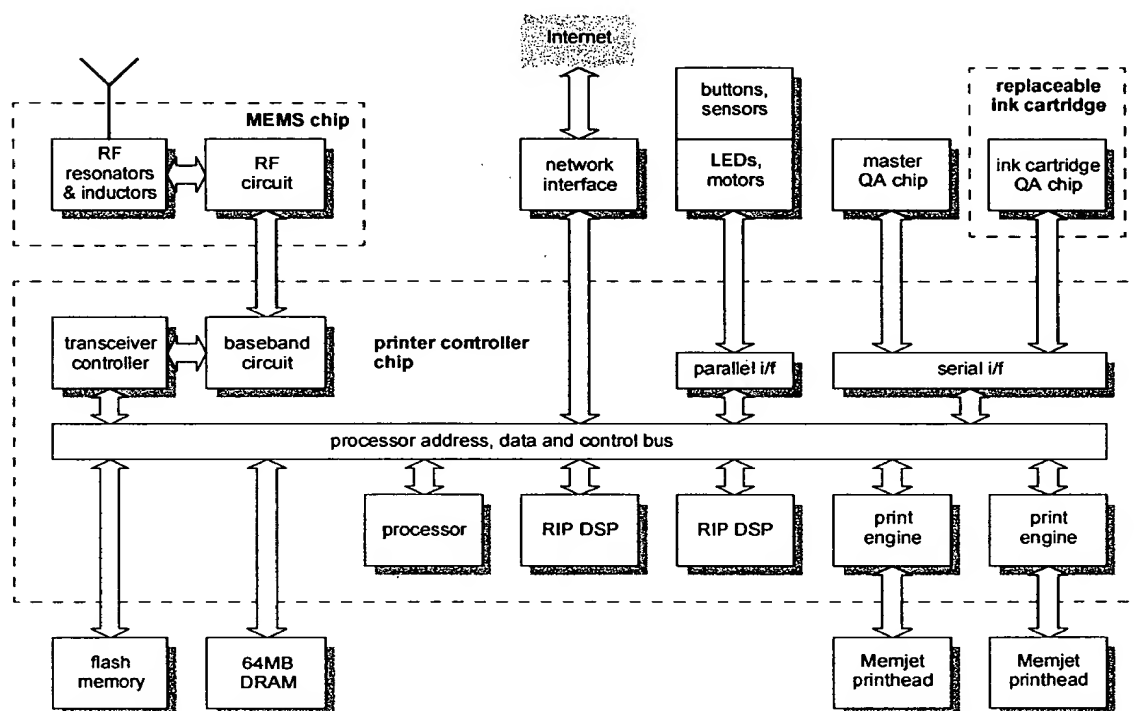 Internet
buttons,
sensors
replaceable
ink cartridge
MEMS chip
RF
resonators
& inductors
RF
circuit
network
interface
LEDs,
motors
master
QA chip
ink cartridge
QA chip
transceiver
controller
baseband
circuit
printer controller
chip
parallel i/f
serial i/f
processor address, data and control bus
processor
RIP DSP
RIP DSP
print
engine
print
engine
flash
memory
64MB
DRAM
Memjet
printhead
Memjet
printhead